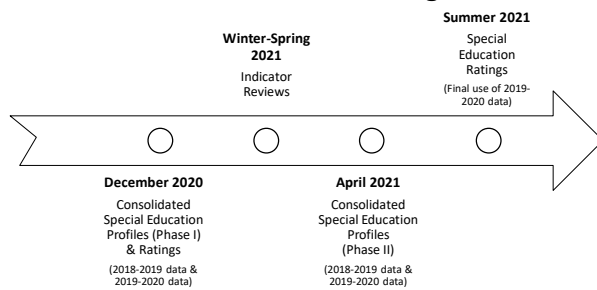 Summer 2021
Special
Education
Ratings
(Final use of 2019-
2020 data)
Winter-Spring
2021
Indicator
Reviews
December 2020
Consolidated
Special Education
Profiles (Phase I)
& Ratings
(2018-2019 data &
2019-2020 data)
April 2021
Consolidated
Special Education
Profiles
(Phase II)
(2018-2019 data &
2019-2020 data)